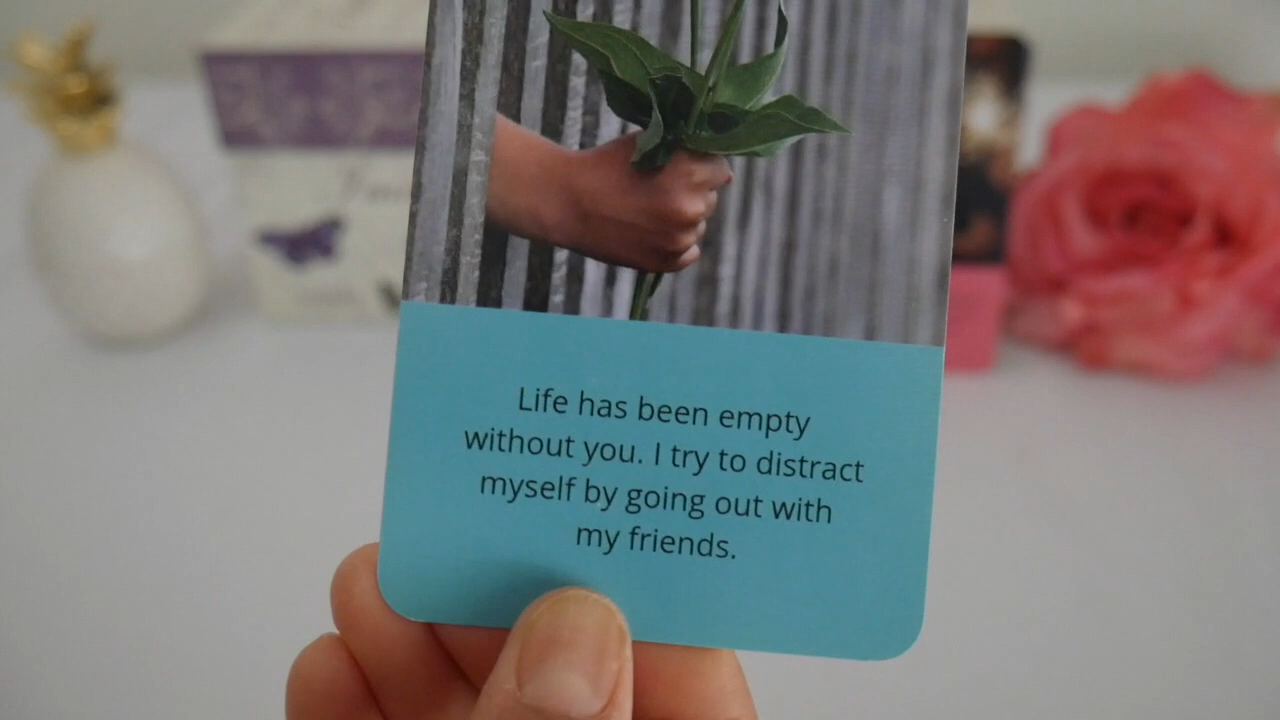 Life has been empty
without you. I try to distract
myself by going out with
my friends.